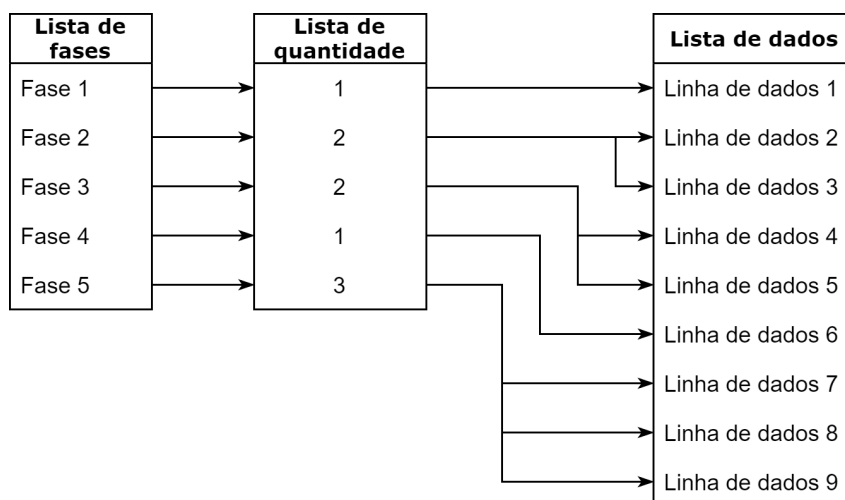 Lista de
fases
Fase 1
Fase 2
Fase 3
Fase 4
Fase 5
Lista de
quantidade
1
2
2
1
3
Lista de dados
Linha de dados 1
Linha de dados 2
Linha de dados 3
Linha de dados 4
Linha de dados 5
Linha de dados 6
Linha de dados 7
Linha de dados 8
Linha de dados 9